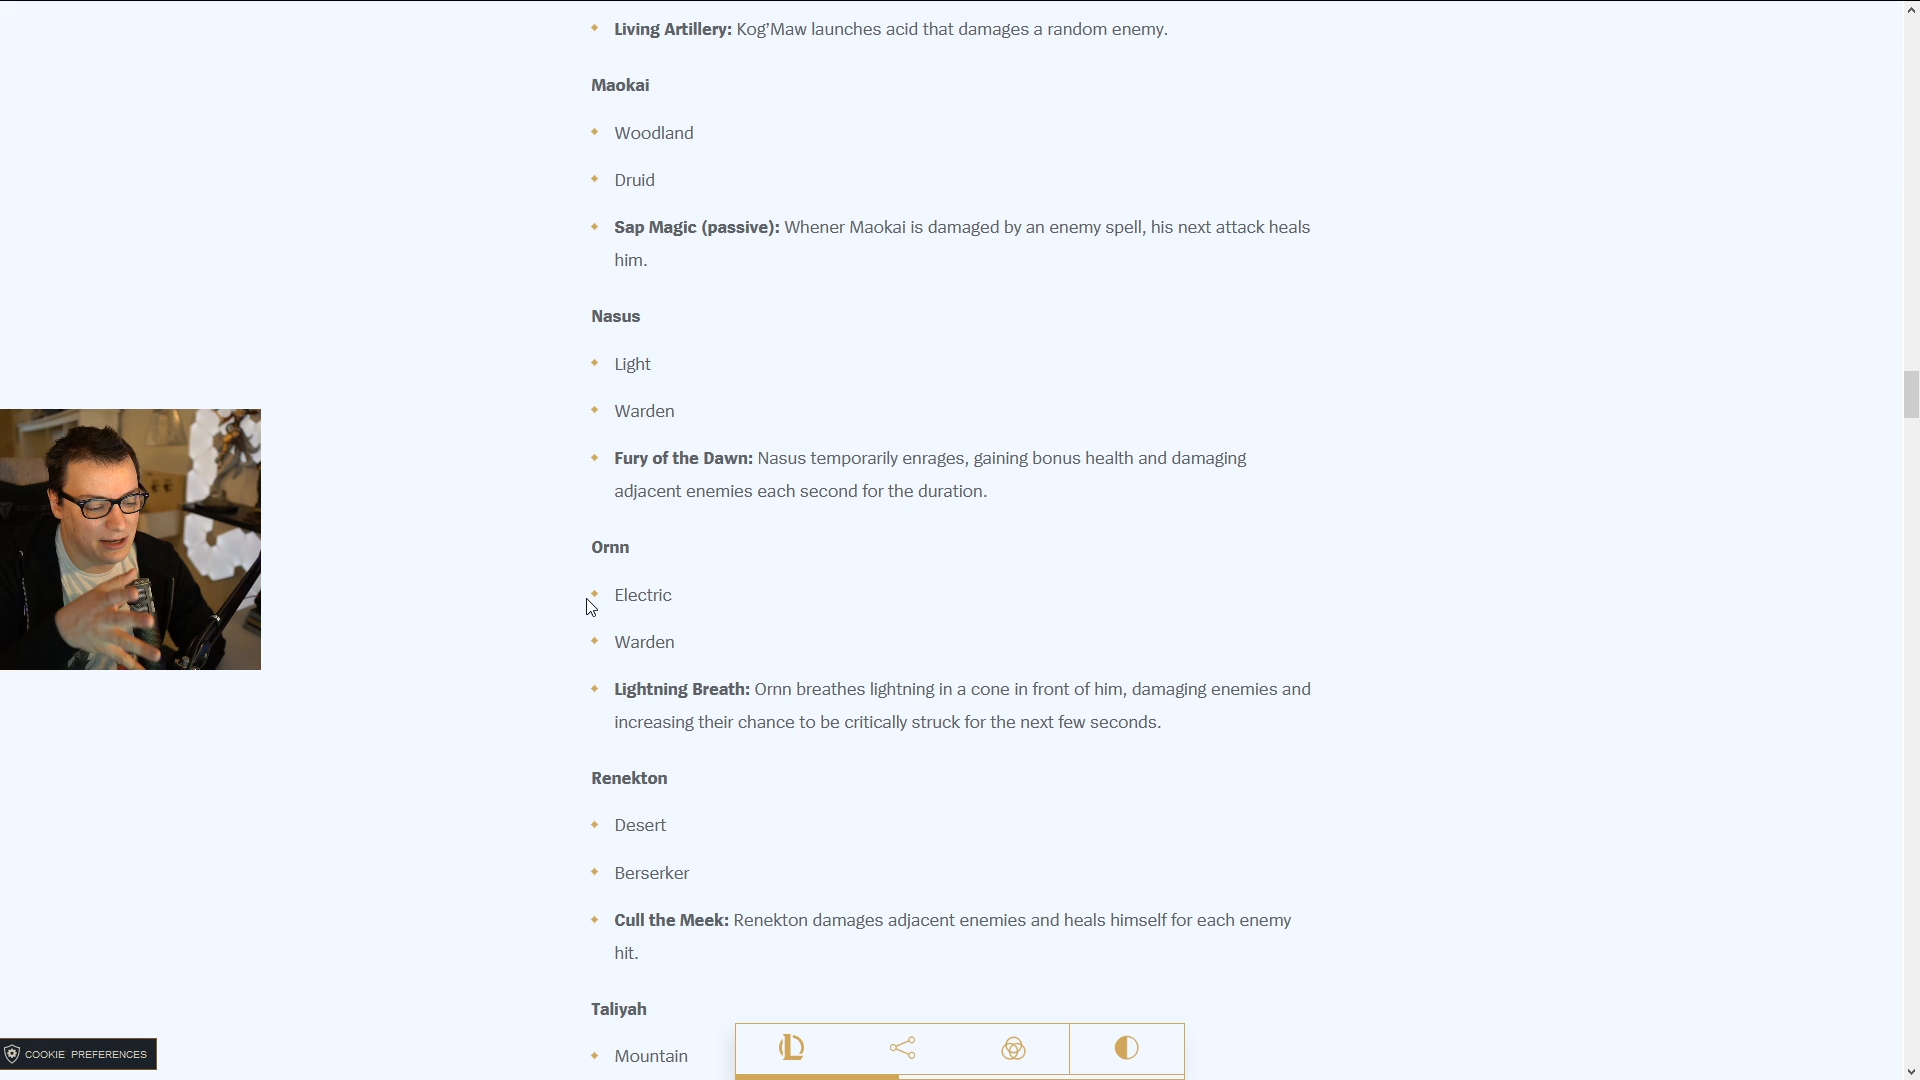 Living Artillery: Kog’Maw launches acid that damages a random enemy.
Maokai
Woodland
Druid
Sap Magic (passive): Whener Maokai is damaged by an enemy spell, his next attack heals
him.
Nasus
Light
Warden
Fury of the Dawn: Nasus temporarily enrages, gaining bonus health and damaging
adjacent enemies each second for the duration.
Ornn
Electric
Warden
Lightning Breath: Ornn breathes lightning in a cone in front of him, damaging enemies and
increasing their chance to be critically struck for the next few seconds.
Renekton
Desert
Berserker
Cull the Meek: Renekton damages adjacent enemies and heals himself for each enemy
hit.
Taliyah
Mountain
COOKIE PREFERENCES